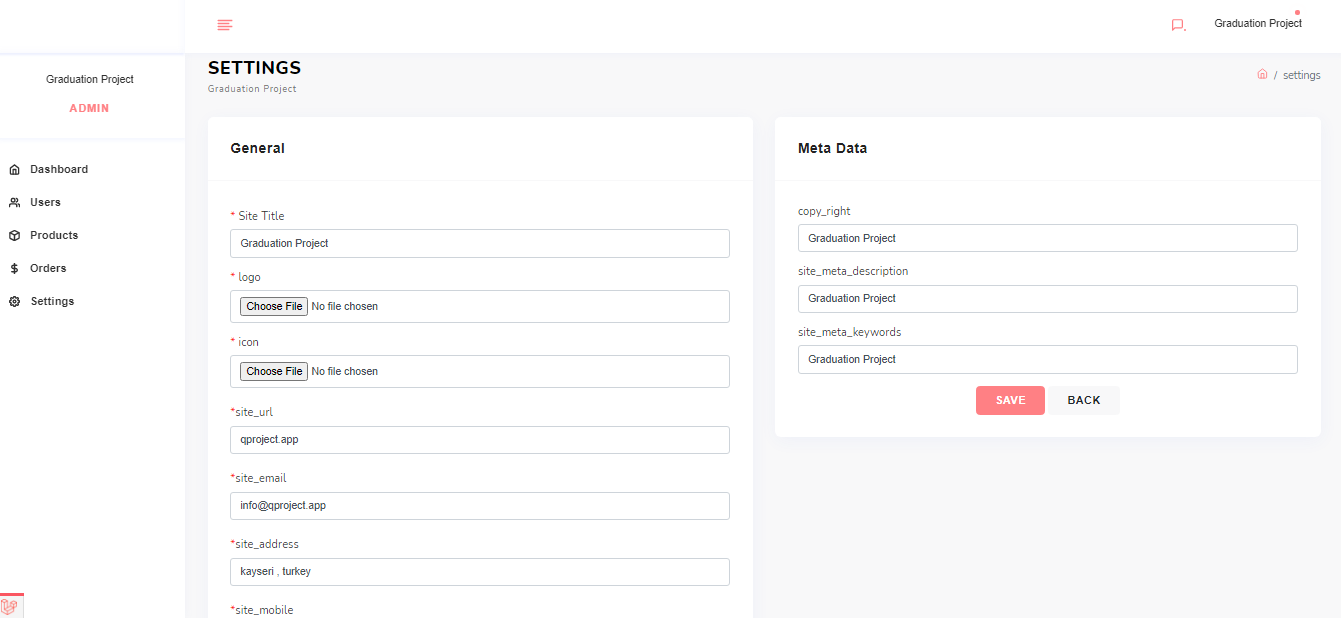 Graduation Project
Graduation Project
ADMIN
Dashboard
Users
Products
Orders
Settings
SETTINGS
Graduation Project
/ settings
General
* Site Title
Graduation Project
* logo
Choose File No file chosen
* icon
Choose File No file chosen
*site_url
qproject.app
*site_email
info@qproject.app
*site_address
kayseri , turkey
*site_mobile
Meta Data
copy_right
Graduation Project
site_meta_description
Graduation Project
site_meta_keywords
Graduation Project
SAVE BACK